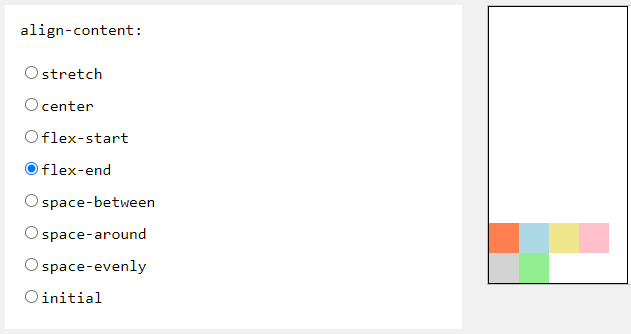 align-content:
stretch
center
flex-start
flex-end
space-between
space-around
space-evenly
initial